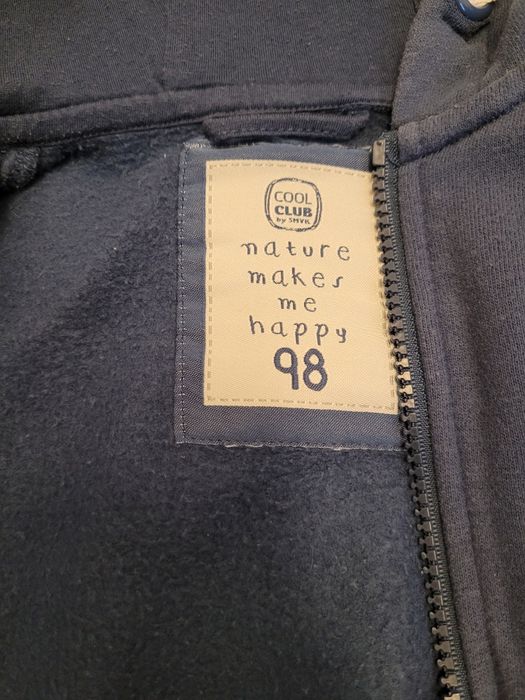 COOL
CLUB
by SMYK
nature
makes
me
happy
98